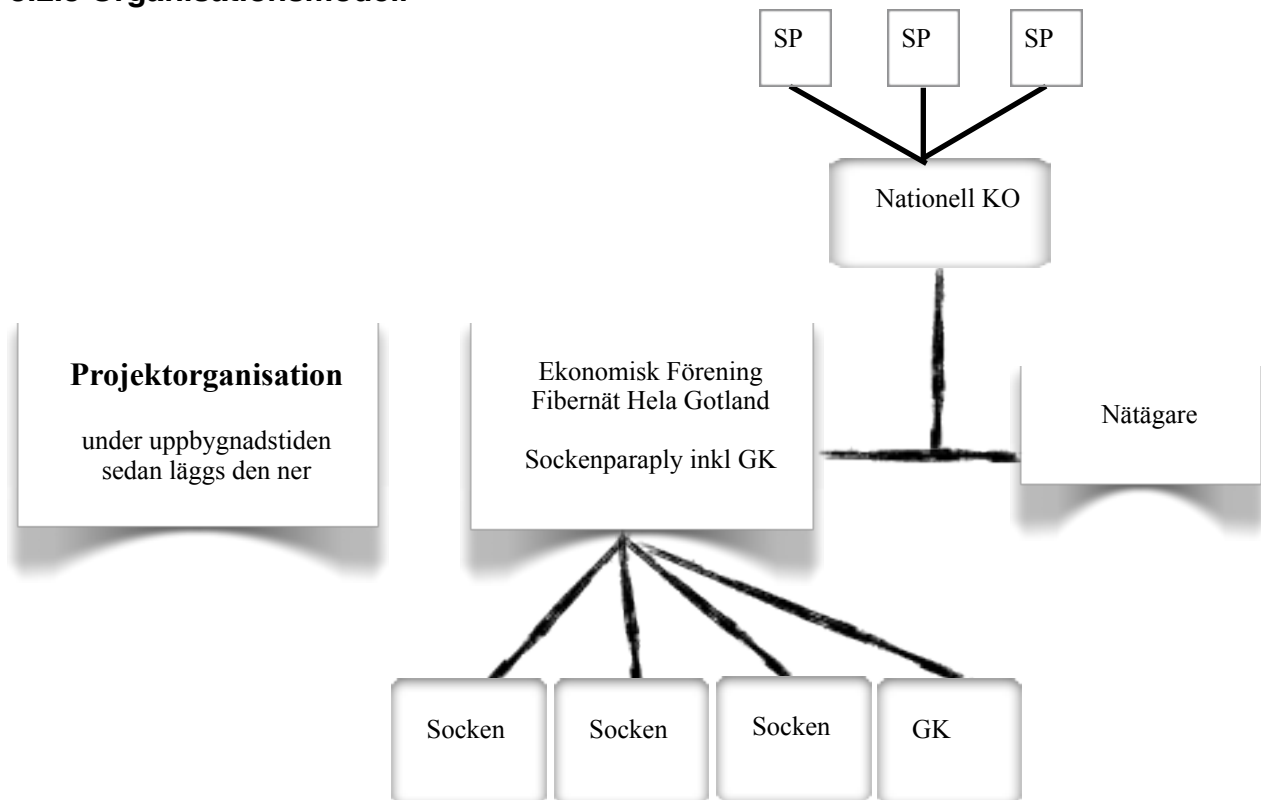 SP SP SP
Nationell KO
Projektorganisation
under uppbygnadstiden
sedan läggs den ner
Ekonomisk Förening
Fibernät Hela Gotland
Sockenparaply inkl GK
Nätägare
Socken Socken Socken GK